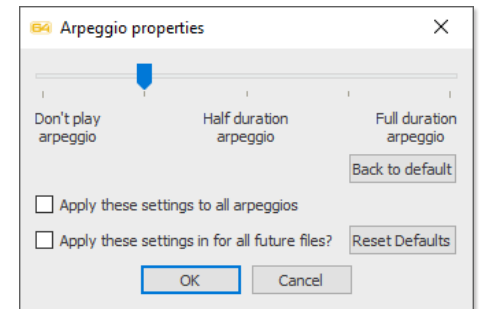 64 Arpeggio properties
Don't play arpeggio
Half duration arpeggio
Full duration arpeggio
Back to default
Apply these settings to all arpeggios
Apply these settings in for all future files?
Reset Defaults
OK
Cancel